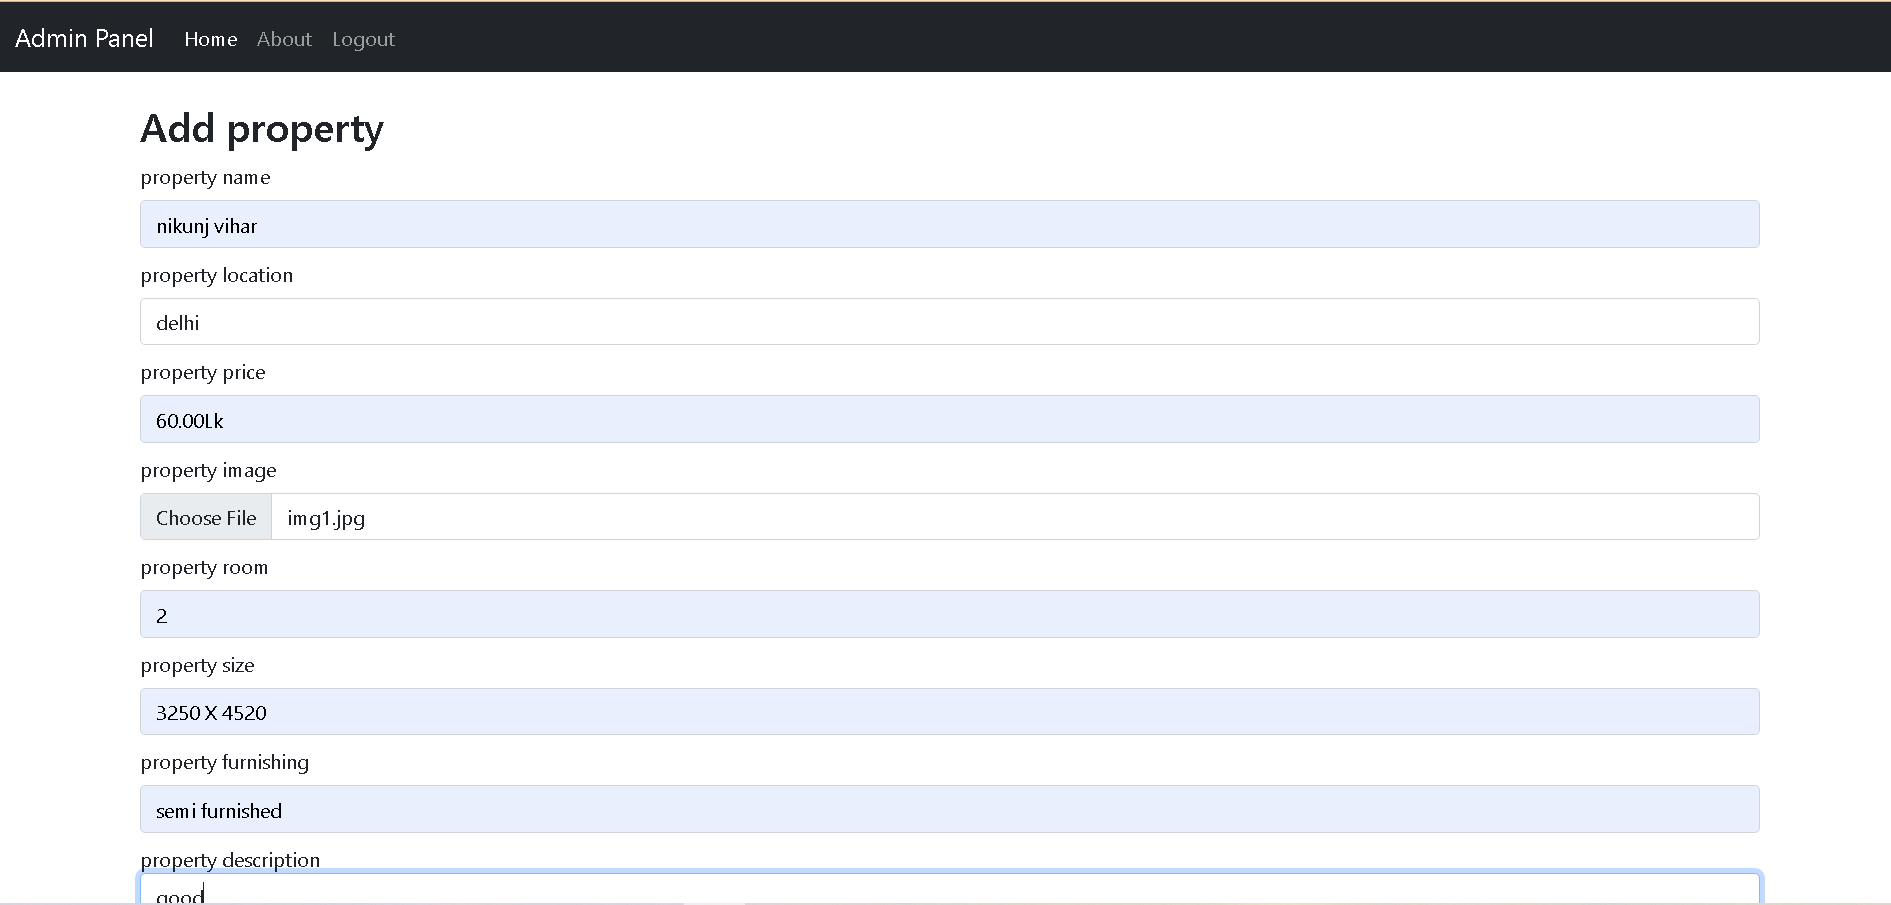 Admin Panel Home About Logout
Add property
property name
nikunj vihar
property location
delhi
property price
60.00Lk
property image
Choose File img1.jpg
property room
2
property size
3250 X 4520
property furnishing
semi furnished
property description
good